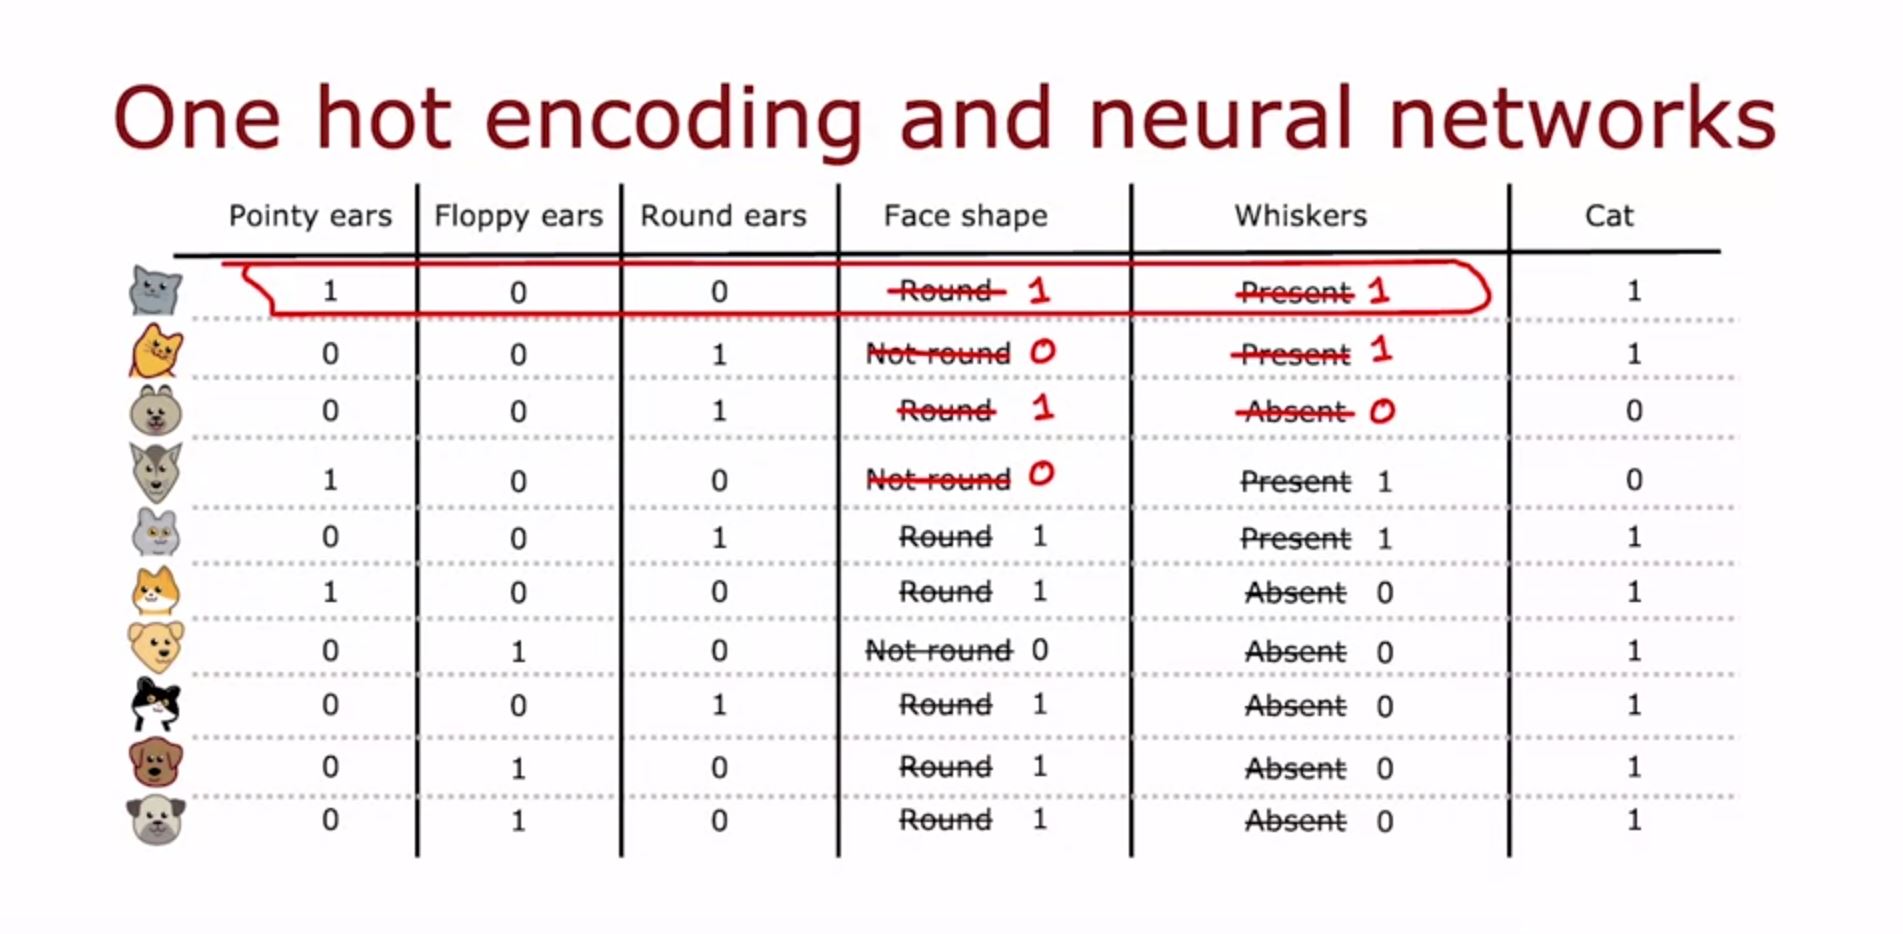 One hot encoding and neural networks
Pointy ears Floppy ears Round ears Face shape Whiskers Cat
1 0 0 Round 1 Present 1 1
0 0 1 Not round 0 Present 1 1
0 0 1 Round 1 Absent 0 0
1 0 0 Not round 0 Present 1 0
0 0 1 Round 1 Present 1 1
1 0 0 Round 1 Absent 0 1
0 1 0 Not round 0 Absent 0 1
0 0 1 Round 1 Absent 0 1
0 1 0 Round 1 Absent 0 1
0 1 0 Round 1 Absent 0 1